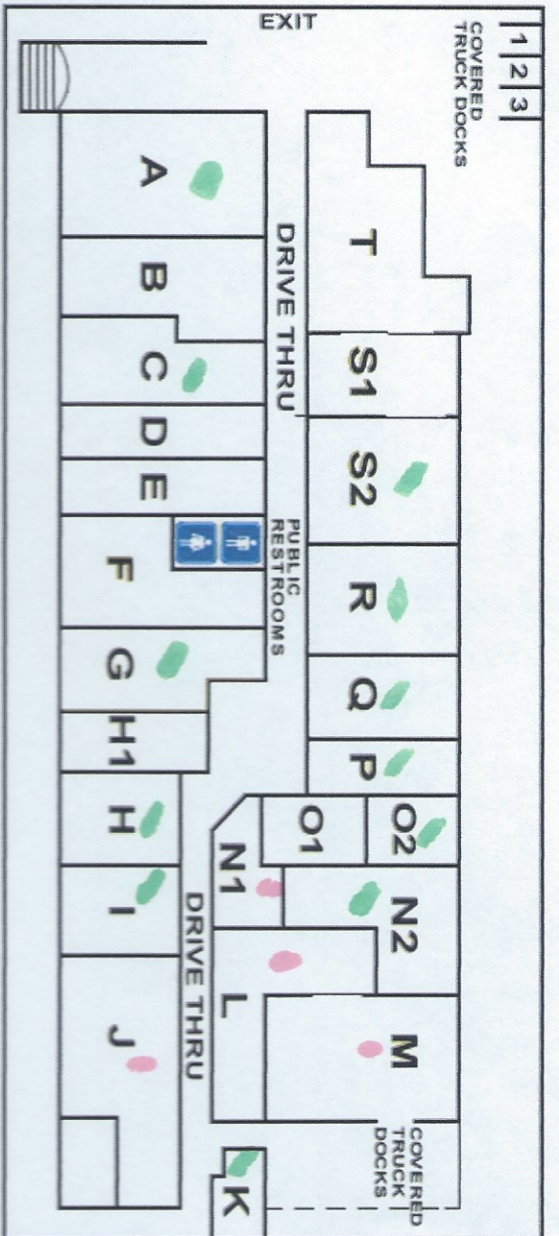 EXIT
1 2 3
COVERED
TRUCK DOCKS
A
B
C
D
E
F
G
H1
H
I
J
DRIVE THRU
PUBLIC
RESTROOMS
DRIVE THRU
T
S1
S2
R
Q
P
O1
O2
N1
N2
L
M
K
COVERED
TRUCK
DOCKS